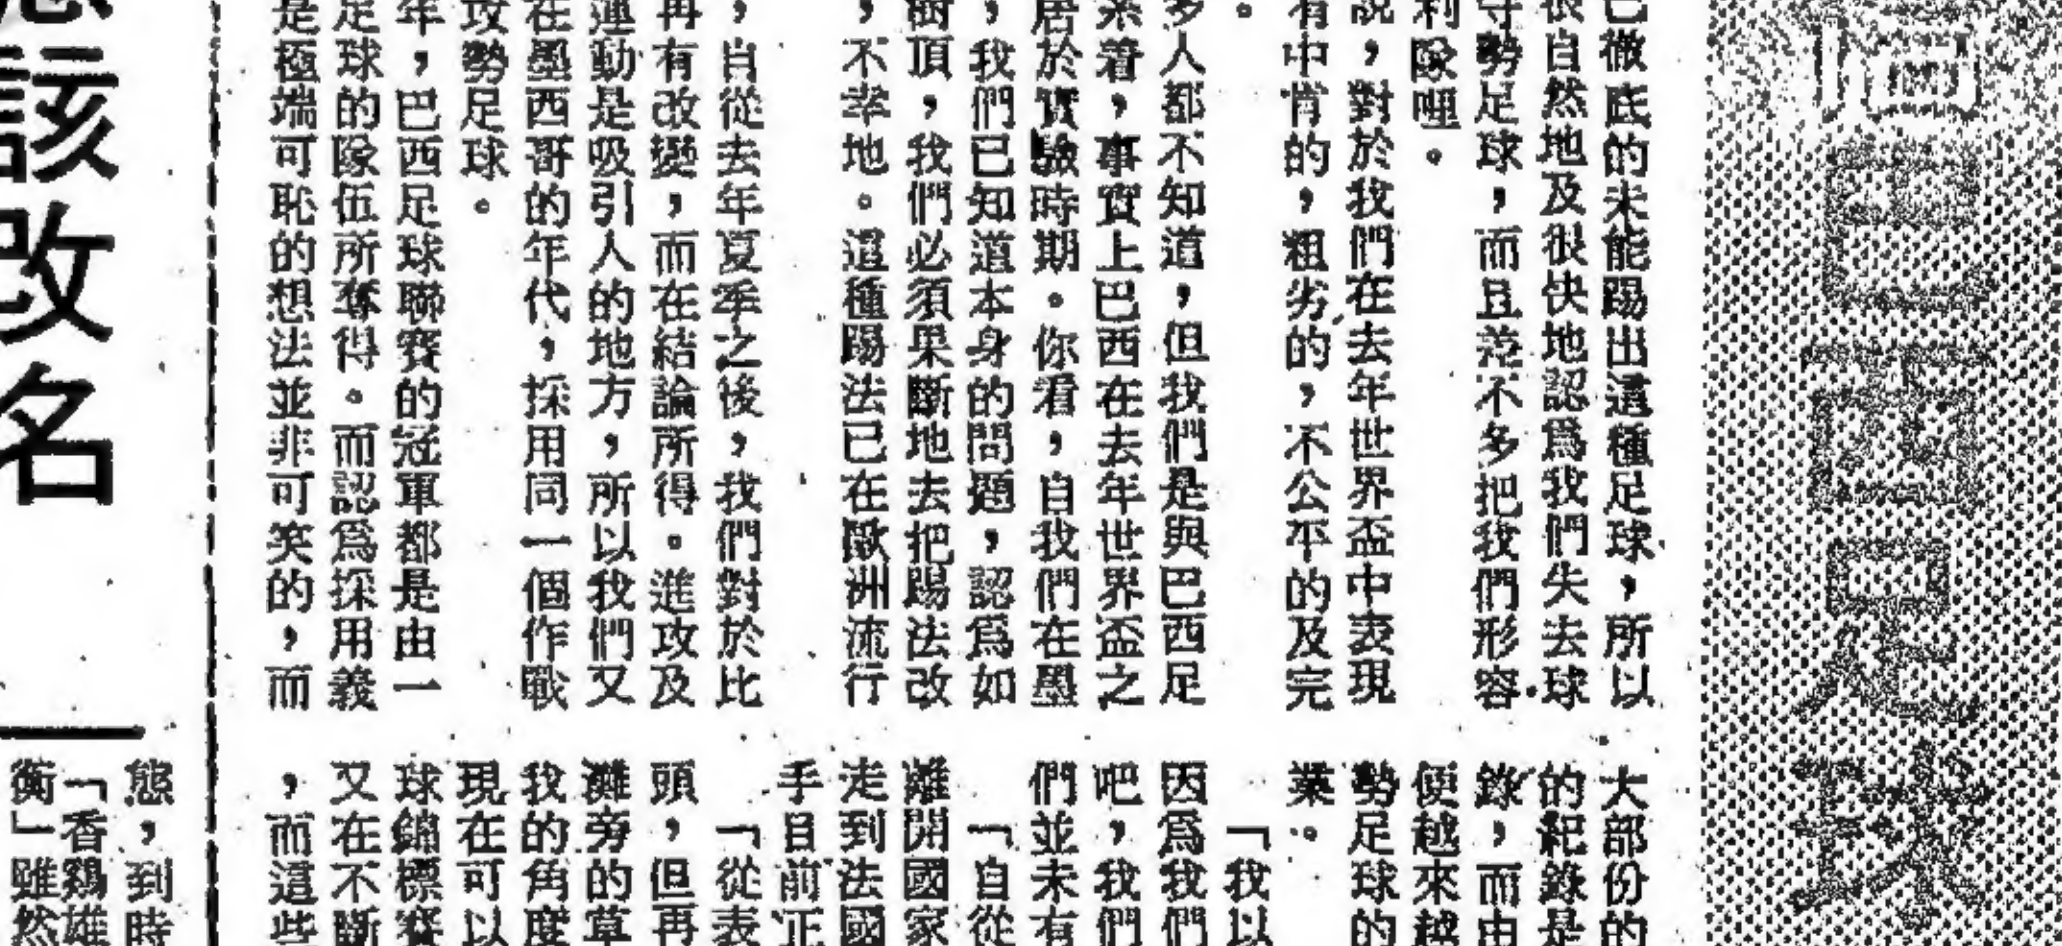 巴西足球
已徹底的未能踢出這種足球，所以
很自然地及很快地認爲我們失去球
守勢足球，而且差不多把我們形容
利隊哩。
說，對於我們在去年世界盃中表現
有中肯的，粗劣的，不公平的及完
。
多人都不知道，但我們是與巴西足
系着，事實上巴西在去年世界盃之
居於實驗時期。你看，自我們在墨
，我們已知道本身的問題，認爲如
樹頂，我們必須果斷地去把踢法改
，不幸地。這種踢法已在歐洲流行
，自從去年夏季之後，我們對於比
再有改變，而在結論所得。進攻及
運動是吸引人的地方，所以我們又
在墨西哥的年代，採用同一個作戰
攻勢足球。
年，巴西足球聯賽的冠軍都是由一
足球的隊伍所奪得。而認爲採用義
是極端可恥的想法並非可笑的，而
大部份的
的紀錄是
錄，而由
便越來越
勢足球的
業。
「我以
因爲我們
吧，我們
們並未有
「自從
離開國家
走到法國
手目前正
「從表
頭，但再
灘旁的草
我的角度
現在可以
球錦標賽
又在不斷
，而這些
應該改名
態，到時
「香鷄雄
衡」雖然